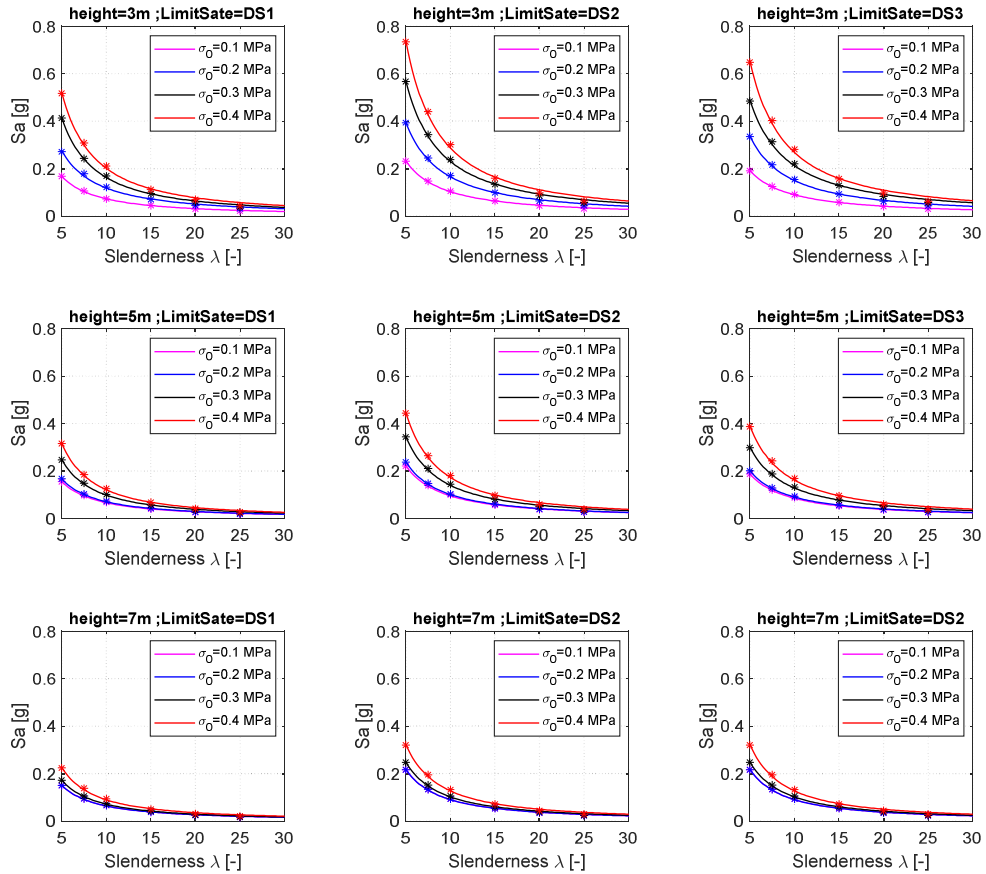 height=3m ;LimitSate=DS1
0.8
0.6
0.4
0.2
0
Sa [g]
σ0=0.1 MPa
σ0=0.2 MPa
σ0=0.3 MPa
σ0=0.4 MPa
5 10 15 20 25 30
Slenderness λ [-]
height=3m ;LimitSate=DS2
0.8
0.6
0.4
0.2
0
Sa [g]
σ0=0.1 MPa
σ0=0.2 MPa
σ0=0.3 MPa
σ0=0.4 MPa
5 10 15 20 25 30
Slenderness λ [-]
height=3m ;LimitSate=DS3
0.8
0.6
0.4
0.2
0
Sa [g]
σ0=0.1 MPa
σ0=0.2 MPa
σ0=0.3 MPa
σ0=0.4 MPa
5 10 15 20 25 30
Slenderness λ [-]
height=5m ;LimitSate=DS1
0.8
0.6
0.4
0.2
0
Sa [g]
σ0=0.1 MPa
σ0=0.2 MPa
σ0=0.3 MPa
σ0=0.4 MPa
5 10 15 20 25 30
Slenderness λ [-]
height=5m ;LimitSate=DS2
0.8
0.6
0.4
0.2
0
Sa [g]
σ0=0.1 MPa
σ0=0.2 MPa
σ0=0.3 MPa
σ0=0.4 MPa
5 10 15 20 25 30
Slenderness λ [-]
height=5m ;LimitSate=DS3
0.8
0.6
0.4
0.2
0
Sa [g]
σ0=0.1 MPa
σ0=0.2 MPa
σ0=0.3 MPa
σ0=0.4 MPa
5 10 15 20 25 30
Slenderness λ [-]
height=7m ;LimitSate=DS1
0.8
0.6
0.4
0.2
0
Sa [g]
σ0=0.1 MPa
σ0=0.2 MPa
σ0=0.3 MPa
σ0=0.4 MPa
5 10 15 20 25 30
Slenderness λ [-]
height=7m ;LimitSate=DS2
0.8
0.6
0.4
0.2
0
Sa [g]
σ0=0.1 MPa
σ0=0.2 MPa
σ0=0.3 MPa
σ0=0.4 MPa
5 10 15 20 25 30
Slenderness λ [-]
height=7m ;LimitSate=DS2
0.8
0.6
0.4
0.2
0
Sa [g]
σ0=0.1 MPa
σ0=0.2 MPa
σ0=0.3 MPa
σ0=0.4 MPa
5 10 15 20 25 30
Slenderness λ [-]